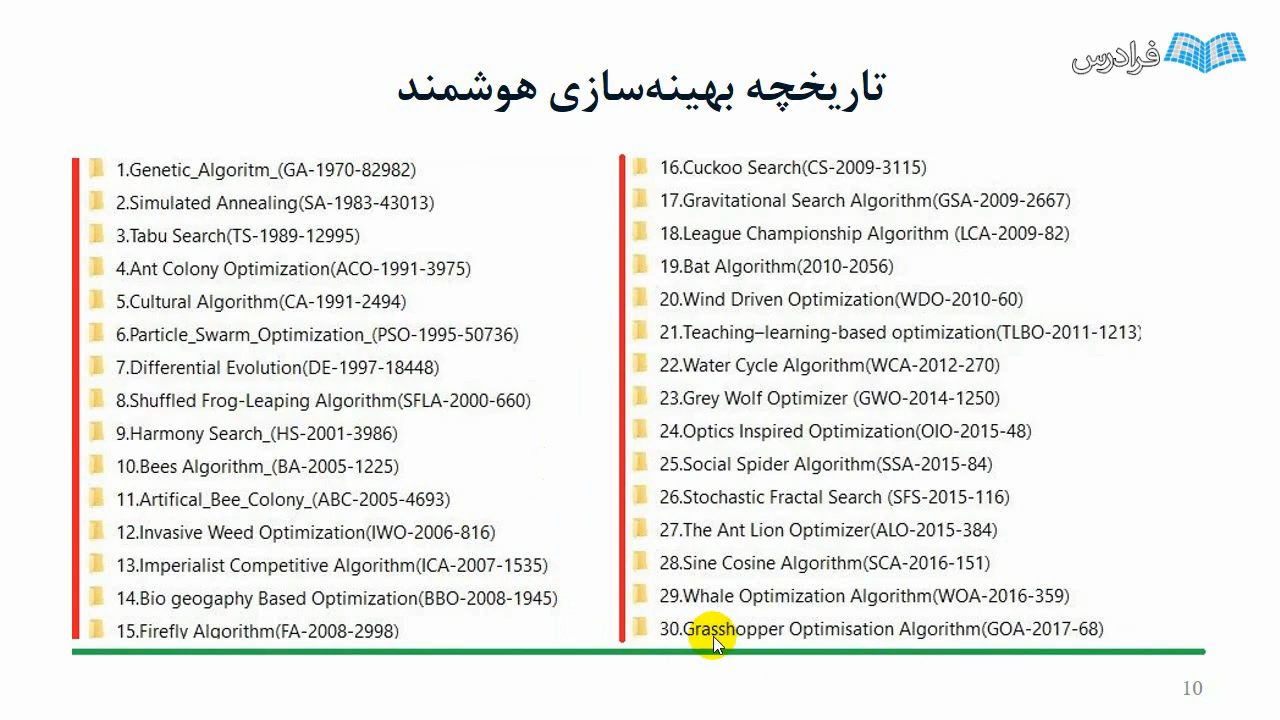 فرادرس
تاریخچه بهینه‌سازی هوشمند
1.Genetic_Algoritm_(GA-1970-82982)
2.Simulated Annealing(SA-1983-43013)
3.Tabu Search(TS-1989-12995)
4.Ant Colony Optimization(ACO-1991-3975)
5.Cultural Algorithm(CA-1991-2494)
6.Particle_Swarm_Optimization_(PSO-1995-50736)
7.Differential Evolution(DE-1997-18448)
8.Shuffled Frog-Leaping Algorithm(SFLA-2000-660)
9.Harmony Search_(HS-2001-3986)
10.Bees Algorithm_(BA-2005-1225)
11.Artifical_Bee_Colony_(ABC-2005-4693)
12.Invasive Weed Optimization(IWO-2006-816)
13.Imperialist Competitive Algorithm(ICA-2007-1535)
14.Bio geogaphy Based Optimization(BBO-2008-1945)
15.Firefly Algorithm(FA-2008-2998)
16.Cuckoo Search(CS-2009-3115)
17.Gravitational Search Algorithm(GSA-2009-2667)
18.League Championship Algorithm (LCA-2009-82)
19.Bat Algorithm(2010-2056)
20.Wind Driven Optimization(WDO-2010-60)
21.Teaching–learning-based optimization(TLBO-2011-1213)
22.Water Cycle Algorithm(WCA-2012-270)
23.Grey Wolf Optimizer (GWO-2014-1250)
24.Optics Inspired Optimization(OIO-2015-48)
25.Social Spider Algorithm(SSA-2015-84)
26.Stochastic Fractal Search (SFS-2015-116)
27.The Ant Lion Optimizer(ALO-2015-384)
28.Sine Cosine Algorithm(SCA-2016-151)
29.Whale Optimization Algorithm(WOA-2016-359)
30.Grasshopper Optimisation Algorithm(GOA-2017-68)
10